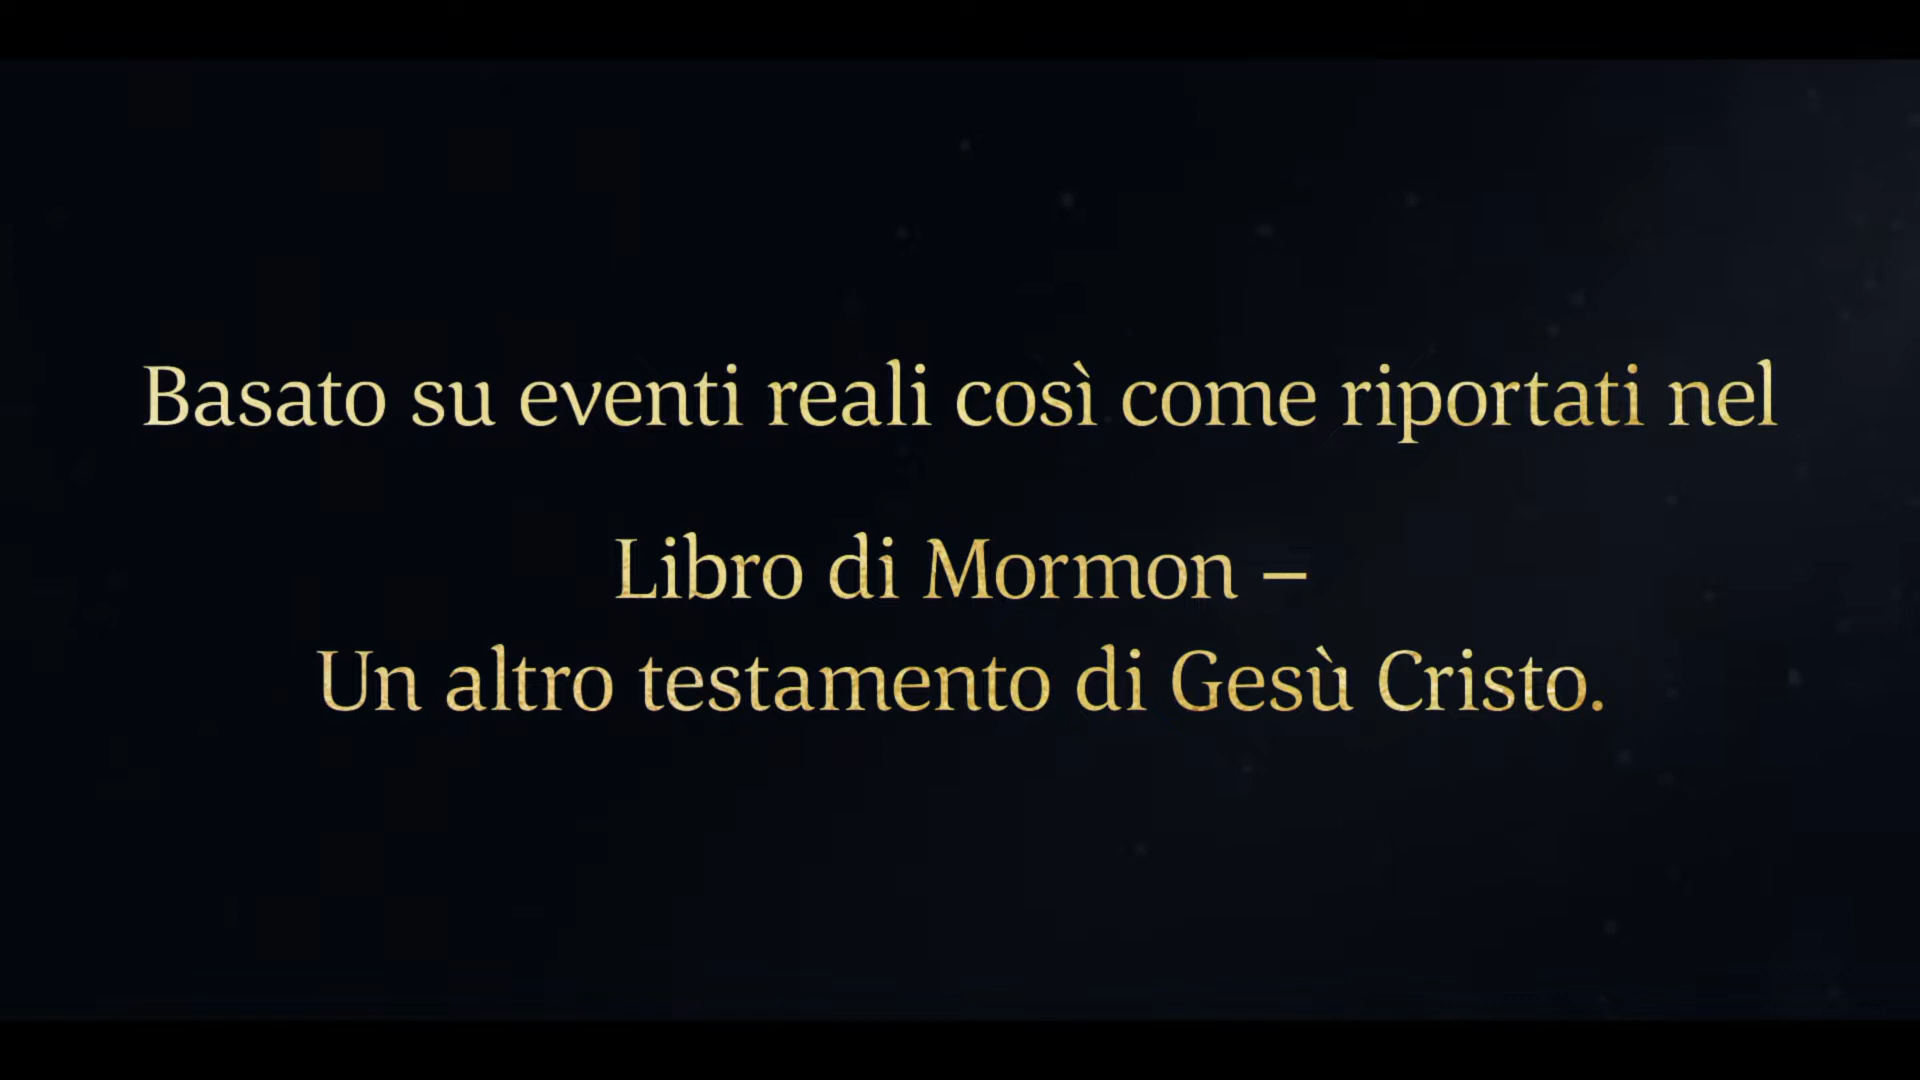 Basato su eventi reali così come riportati nel
Libro di Mormon –
Un altro testamento di Gesù Cristo.